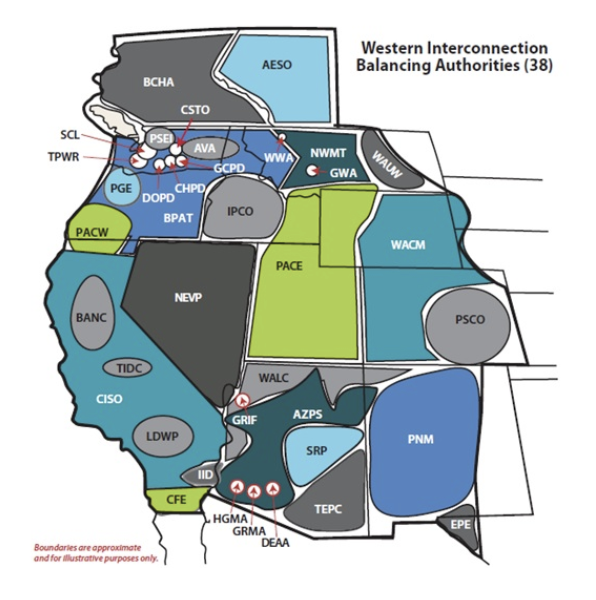 Western Interconnection
Balancing Authorities (38)
AESO
BCHA
CSTO
SCL
PSEI
AVA
TPWR
WWA
NWMT
WAUW
GCPD
GWA
PGE
CHPD
DOPD
BPAT
IPCO
PACW
WACM
PACE
NEVP
BANC
PSCO
TIDC
WALC
CISO
GRIF
AZPS
LDWP
SRP
PNM
IID
CFE
TEPC
HGMA
GRMA
DEAA
EPE
Boundaries are approximate
and for illustrative purposes only.